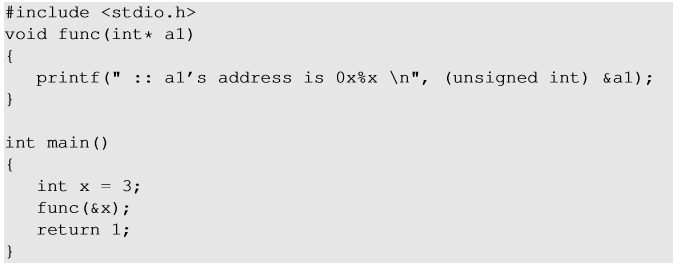 #include <stdio.h>
void func(int* a1)
{
   printf(" :: a1's address is 0x%x \n", (unsigned int) &a1);
}

int main()
{
   int x = 3;
   func(&x);
   return 1;
}